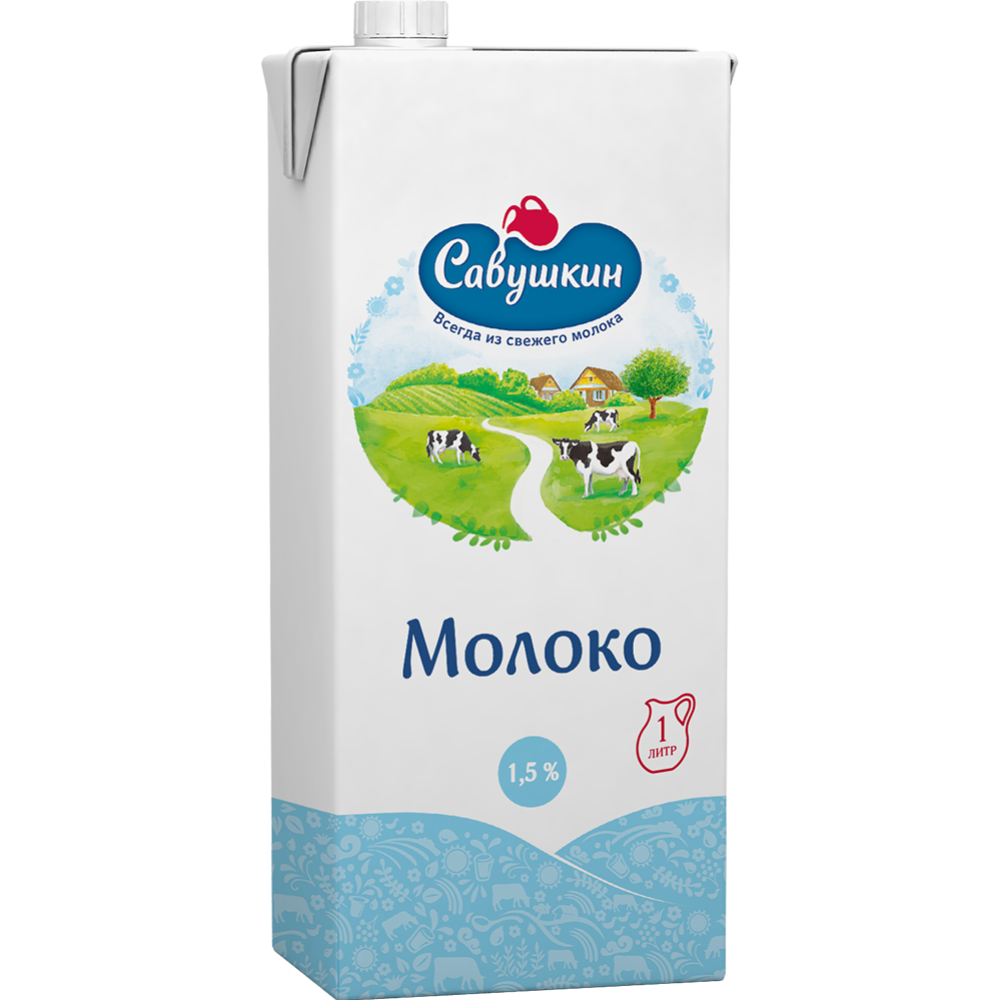 Савушкин
Всегда из свежего молока
Молоко
1
ЛИТР
1,5 %